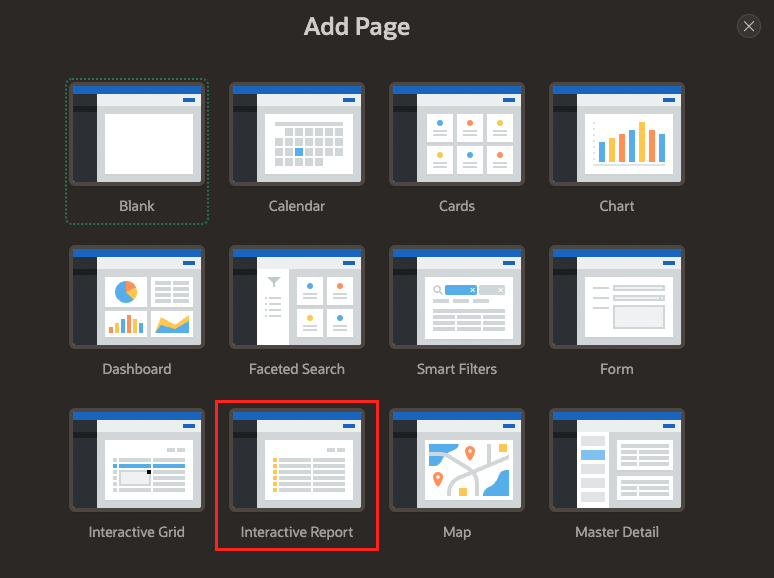 Add Page
Blank
Calendar
Cards
Chart
Dashboard
Faceted Search
Smart Filters
Form
Interactive Grid
Interactive Report
Map
Master Detail